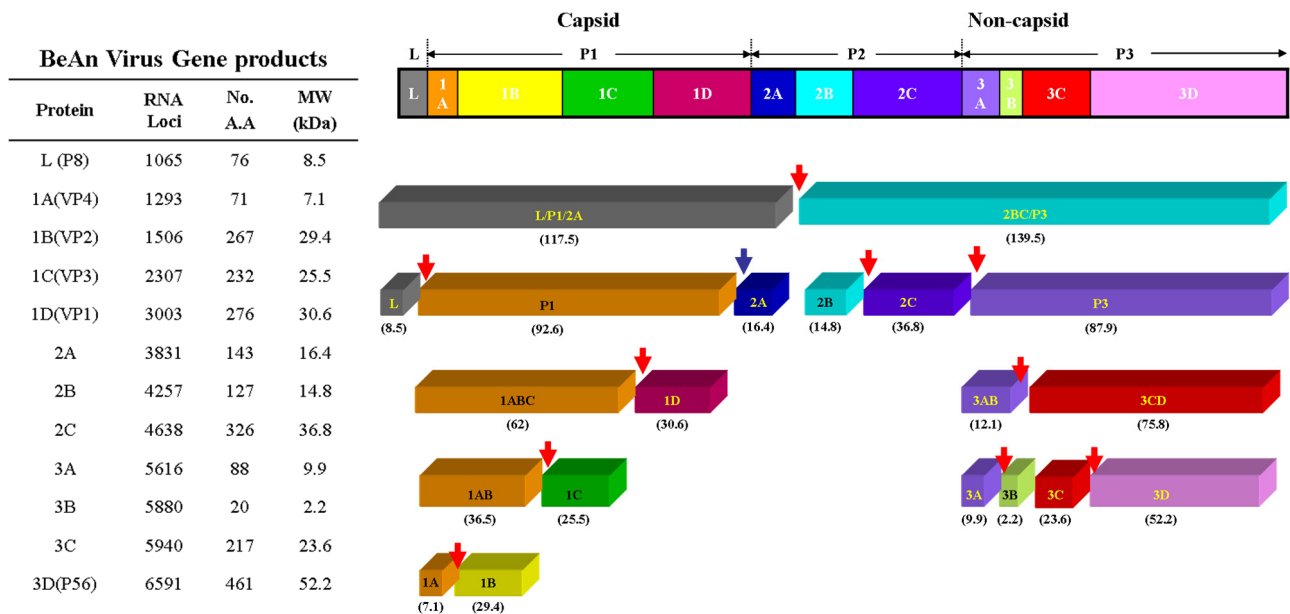 BeAn Virus Gene products
Protein RNA Loci No. A.A MW (kDa)
L (P8) 1065 76 8.5
1A(VP4) 1293 71 7.1
1B(VP2) 1506 267 29.4
1C(VP3) 2307 232 25.5
1D(VP1) 3003 276 30.6
2A 3831 143 16.4
2B 4257 127 14.8
2C 4638 326 36.8
3A 5616 88 9.9
3B 5880 20 2.2
3C 5940 217 23.6
3D(P56) 6591 461 52.2
Capsid Non-capsid
L P1 P2 P3
L 1A 1B 1C 1D 2A 2B 2C 3A 3B 3C 3D
L/P1/2A 2BC/P3
(117.5) (139.5)
L P1 2A 2B 2C P3
(8.5) (92.6) (16.4) (14.8) (36.8) (87.9)
1ABC 1D 3AB 3CD
(62) (30.6) (12.1) (75.8)
1AB 1C 3A 3B 3C 3D
(36.5) (25.5) (9.9) (2.2) (23.6) (52.2)
1A 1B
(7.1) (29.4)